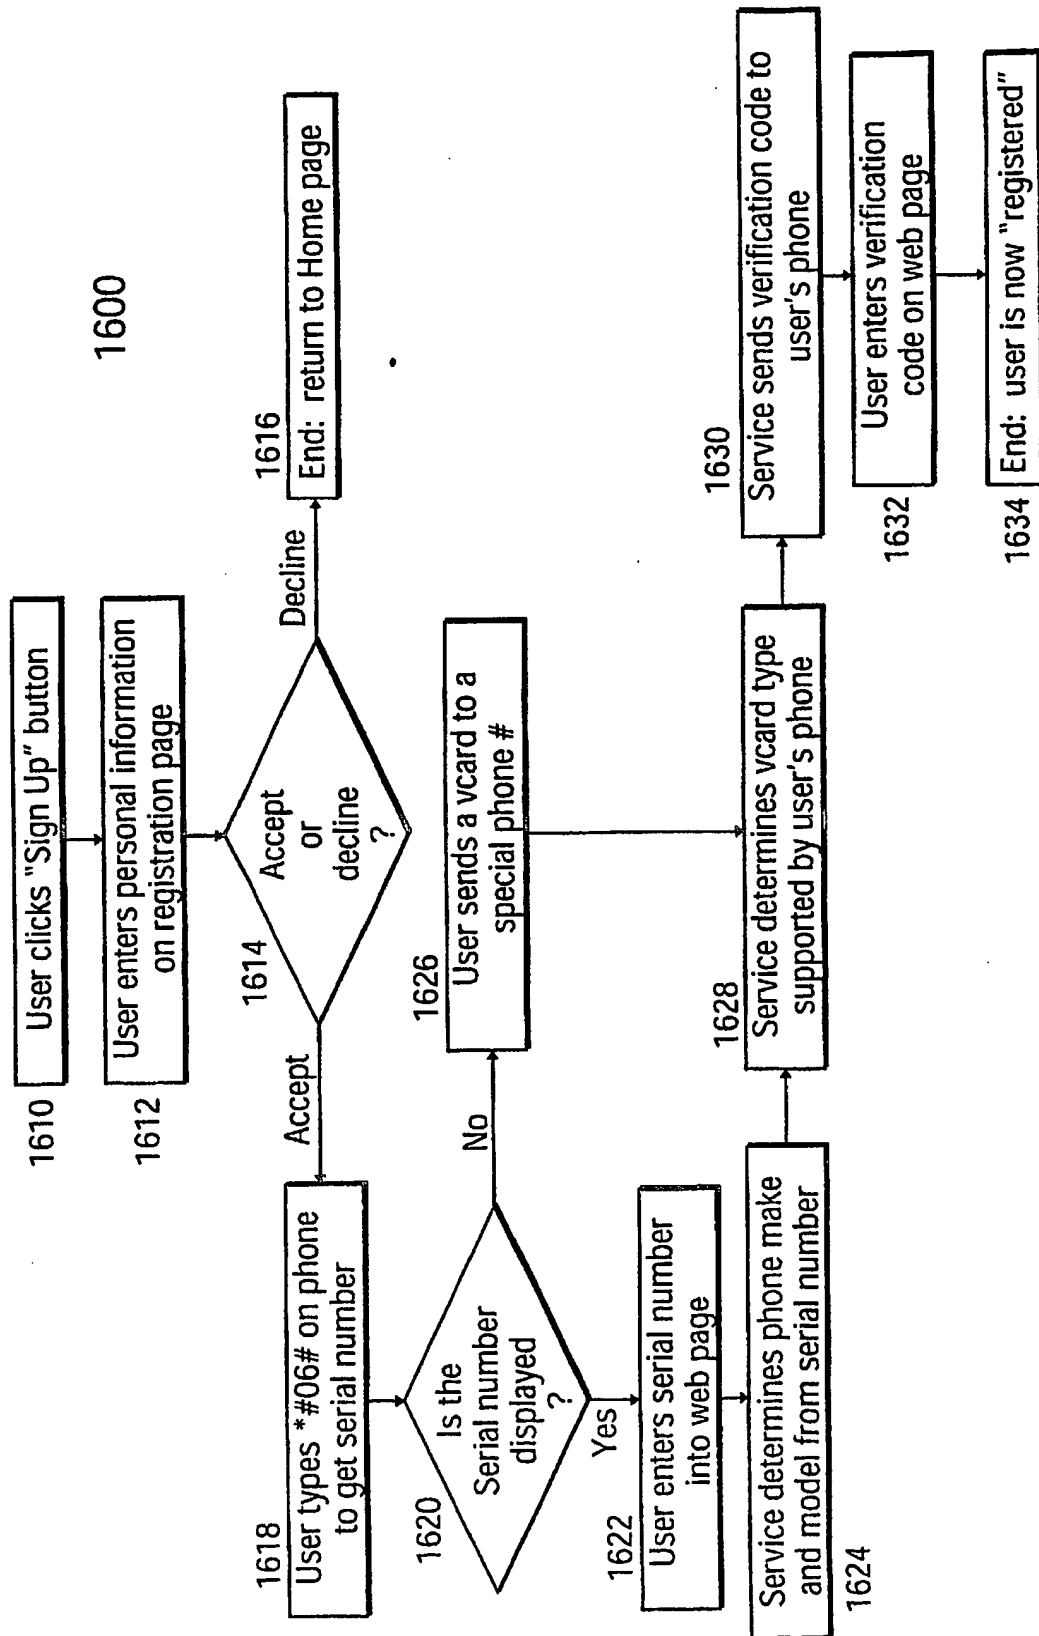 1600
1610
User clicks "Sign Up" button
1612
User enters personal information
on registration page
1614
Accept
or
decline
?
Decline
1616
End: return to Home page
Accept
1618
User types *#06# on phone
to get serial number
1620
Is the
Serial number
displayed
?
No
1626
User sends a vcard to a
special phone #
Yes
1622
User enters serial number
into web page
Service determines phone make
and model from serial number
1624
1628
Service determines vcard type
supported by user's phone
1630
Service sends verification code to
user's phone
1632
User enters verification
code on web page
1634
End: user is now "registered"